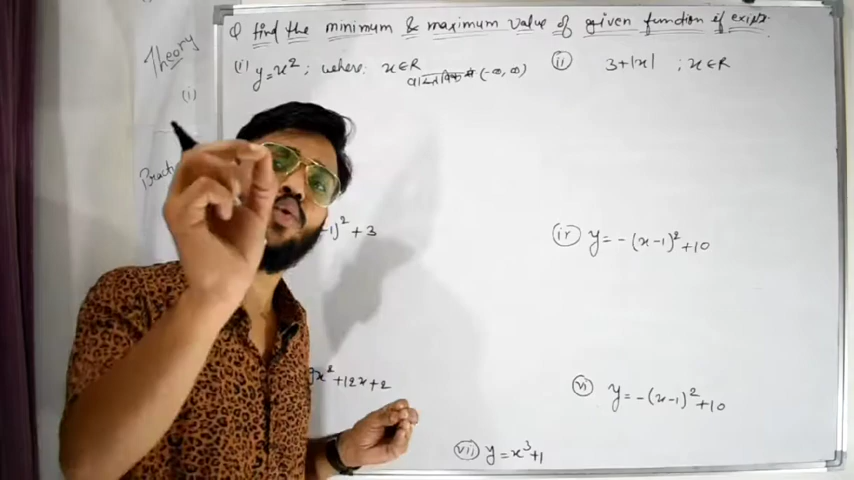 Q find the minimum & maximum value of given function if exists.
Theory
(i) y=x² ; where: x∈R
(-∞, ∞)
(ii) 3+|x| ; x∈R
(i)
-1)² + 3
(iv) y= -(x-1)² +10
x² +12x+2
(vi) y= -(x-1)² +10
(vii) y = x³+1